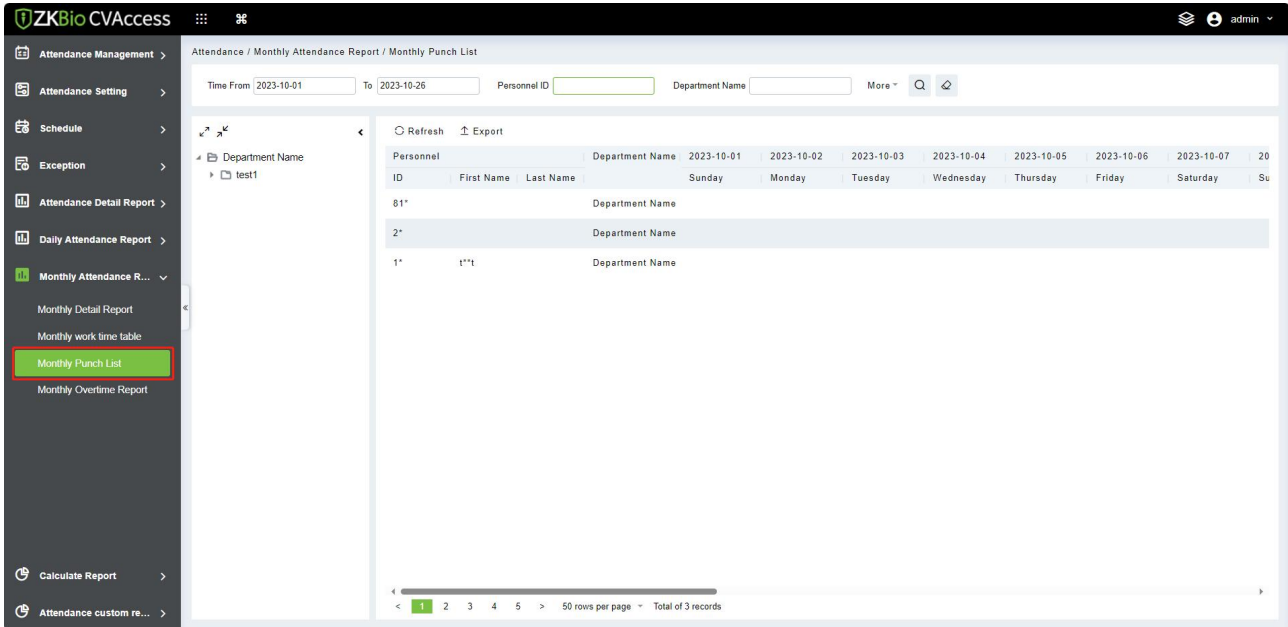 ZKBio CVAccess
admin
Attendance Management
Attendance Setting
Schedule
Exception
Attendance Detail Report
Daily Attendance Report
Monthly Attendance R...
Monthly Detail Report
Monthly work time table
Monthly Punch List
Monthly Overtime Report
Calculate Report
Attendance custom re...
Attendance / Monthly Attendance Report / Monthly Punch List
Time From 2023-10-01 To 2023-10-26 Personnel ID Department Name More
Department Name
test1
Refresh Export
Personnel Department Name 2023-10-01 2023-10-02 2023-10-03 2023-10-04 2023-10-05 2023-10-06 2023-10-07 20
ID First Name Last Name Sunday Monday Tuesday Wednesday Thursday Friday Saturday Su
81* Department Name
2* Department Name
1* t**t Department Name
< 1 2 3 4 5 > 50 rows per page Total of 3 records